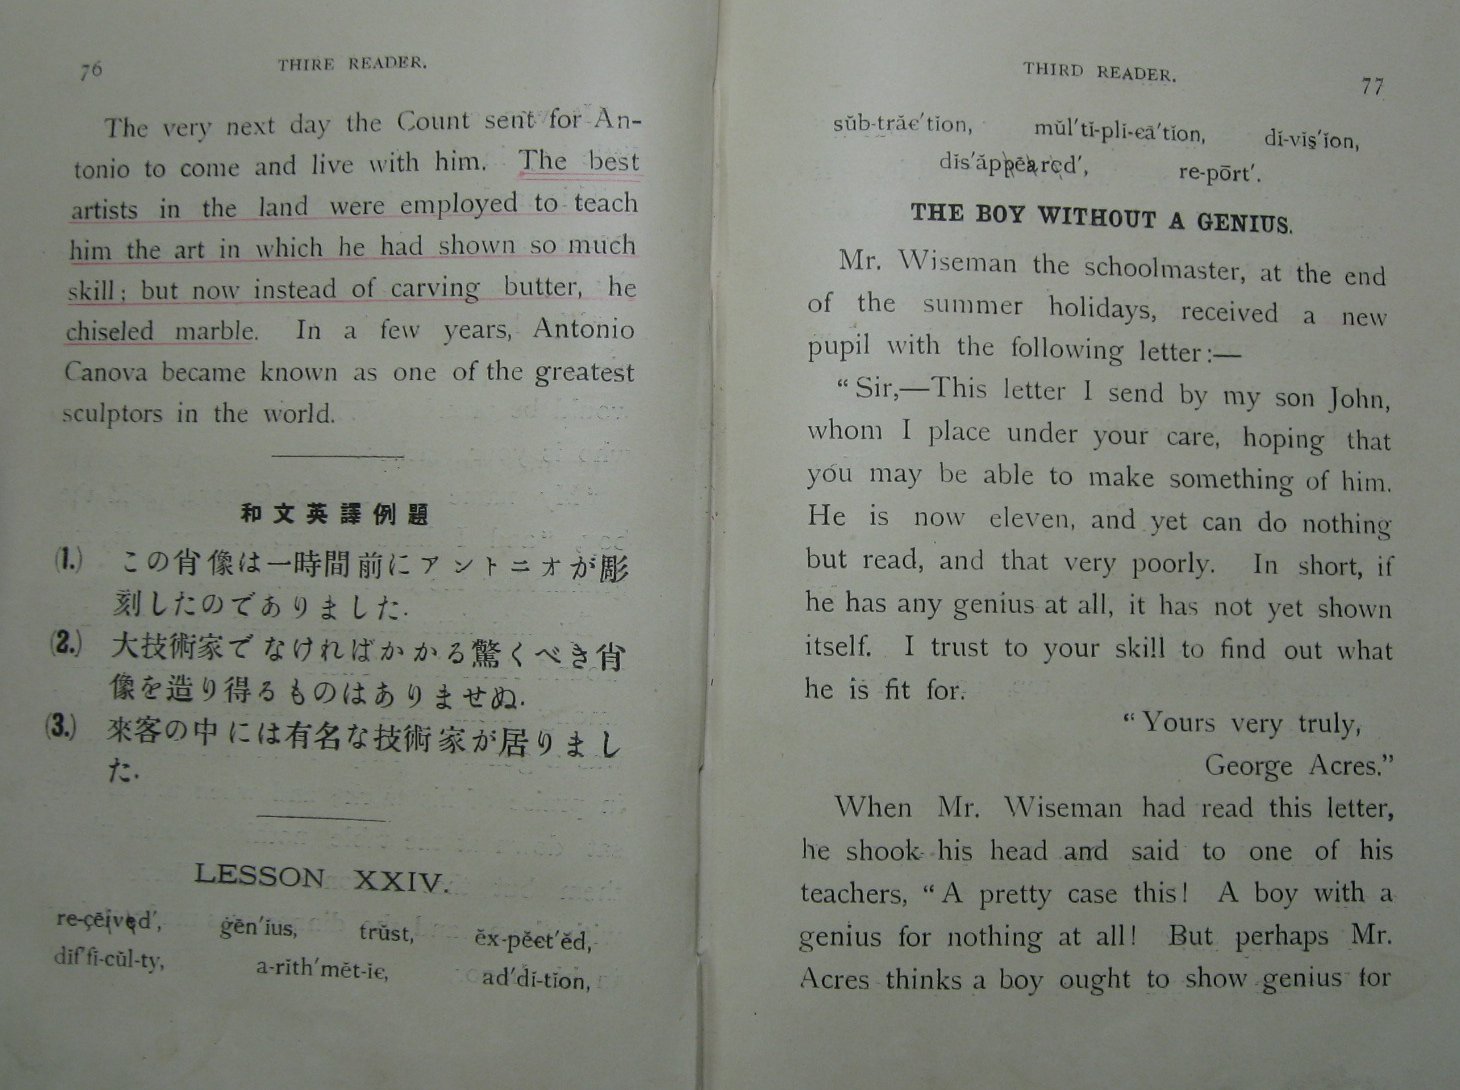 76
THIRE READER.
The very next day the Count sent for An-
tonio to come and live with him. The best
artists in the land were employed to teach
him the art in which he had shown so much
skill; but now instead of carving butter, he
chiseled marble. In a few years, Antonio
Canova became known as one of the greatest
sculptors in the world.
和文英譯例題
(1.) この肖像は一時間前にアントニオが彫
刻したのでありました.
(2.) 大技術家でなければかかる驚くべき肖
像を造り得るものはありませぬ.
(3.) 來客の中には有名な技術家が居りまし
た.
LESSON XXIV.
re-çēi̷ve̷d′, ġēn′ius, trŭst, ĕx-pĕet′ĕd,
dĭf′fĭ-cŭl-ty, a-rĭth′mĕt-ĭe, ad′dĭ-tion,
THIRD READER.
77
sŭb-trăe′tion, mŭl′tĭ-pli-eā′tion, dĭ-vĭs̱′ion,
dĭs′ăpp̷ēa̷re̷d′, re-pōrt′.
THE BOY WITHOUT A GENIUS.
Mr. Wiseman the schoolmaster, at the end
of the summer holidays, received a new
pupil with the following letter:—
“Sir,—This letter I send by my son John,
whom I place under your care, hoping that
you may be able to make something of him.
He is now eleven, and yet can do nothing
but read, and that very poorly. In short, if
he has any genius at all, it has not yet shown
itself. I trust to your skill to find out what
he is fit for.
“Yours very truly,
George Acres.”
When Mr. Wiseman had read this letter,
he shook his head and said to one of his
teachers, “A pretty case this! A boy with a
genius for nothing at all! But perhaps Mr.
Acres thinks a boy ought to show genius for